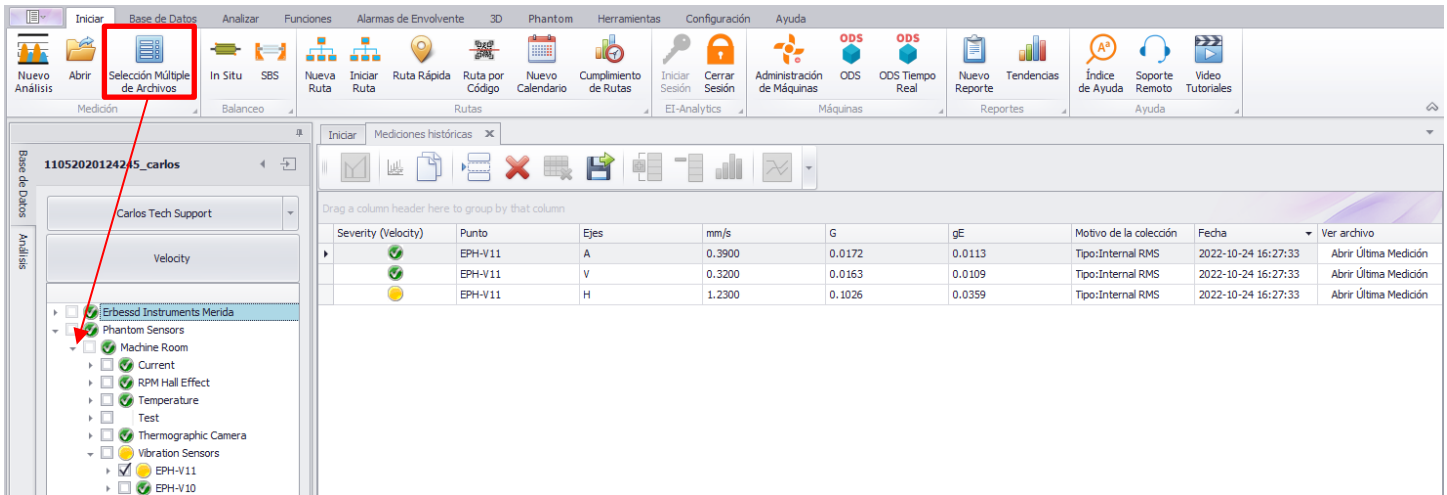 Iniciar Base de Datos Analizar Funciones Alarmas de Envolvente 3D Phantom Herramientas Configuración Ayuda
Nuevo Análisis
Abrir
Selección Múltiple de Archivos
In Situ
SBS
Nueva Ruta
Iniciar Ruta
Ruta Rápida
Ruta por Código
Nuevo Calendario
Cumplimiento de Rutas
Iniciar Sesión
Cerrar Sesión
Administración de Máquinas
ODS
ODS
ODS
ODS Tiempo Real
Nuevo Reporte
Tendencias
Aª
Índice de Ayuda
Soporte Remoto
Video Tutoriales
Medición Balanceo Rutas EI-Analytics Máquinas Reportes Ayuda
Base de Datos
Análisis
11052020124245_carlos
Carlos Tech Support
Velocity
Erbessd Instruments Merida
Phantom Sensors
Machine Room
Current
RPM Hall Effect
Temperature
Test
Thermographic Camera
Vibration Sensors
EPH-V11
EPH-V10
Iniciar Mediciones históricas
Drag a column header here to group by that column
Severity (Velocity) Punto Ejes mm/s G gE Motivo de la colección Fecha Ver archivo
EPH-V11 A 0.3900 0.0172 0.0113 Tipo:Internal RMS 2022-10-24 16:27:33 Abrir Última Medición
EPH-V11 V 0.3200 0.0163 0.0109 Tipo:Internal RMS 2022-10-24 16:27:33 Abrir Última Medición
EPH-V11 H 1.2300 0.1026 0.0359 Tipo:Internal RMS 2022-10-24 16:27:33 Abrir Última Medición